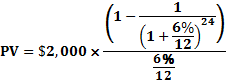 PV = $2,000 × (1 − 1 / (1 + 6% / 12)^24) / (6% / 12)